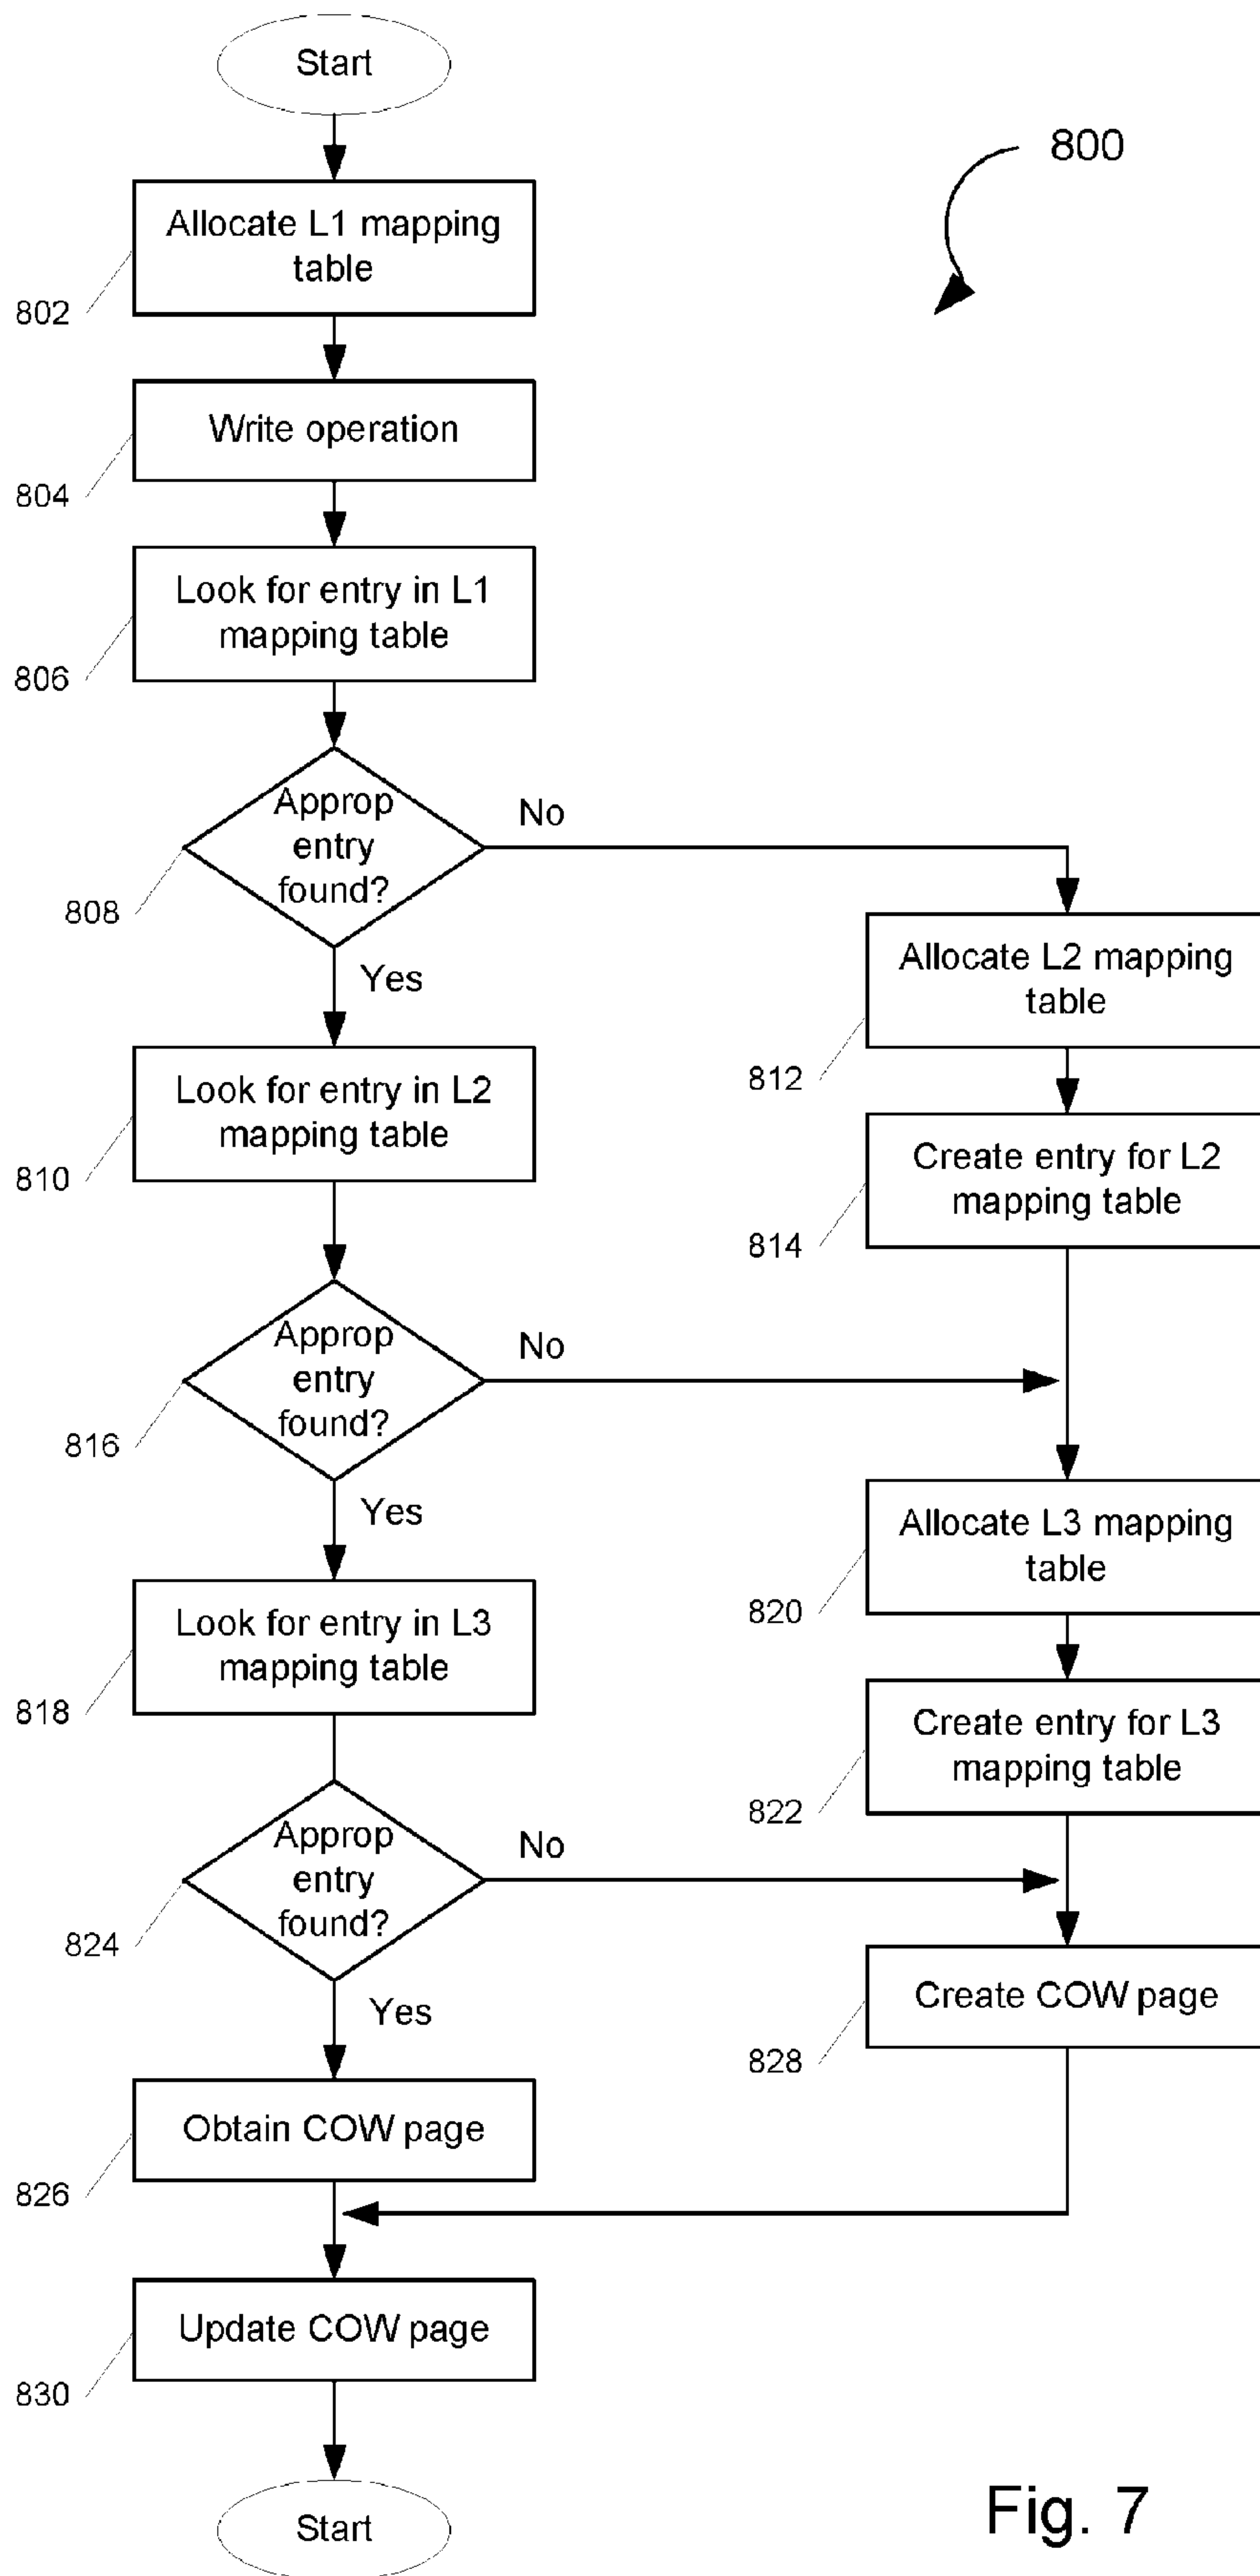 Start
800
Allocate L1 mapping
table
802
Write operation
804
Look for entry in L1
mapping table
806
Approp
entry
found?
No
808
Yes
Allocate L2 mapping
table
812
Look for entry in L2
mapping table
810
Create entry for L2
mapping table
814
Approp
entry
found?
No
816
Yes
Allocate L3 mapping
table
820
Look for entry in L3
mapping table
818
Create entry for L3
mapping table
822
Approp
entry
found?
No
824
Yes
Create COW page
828
Obtain COW page
826
Update COW page
830
Start
Fig. 7